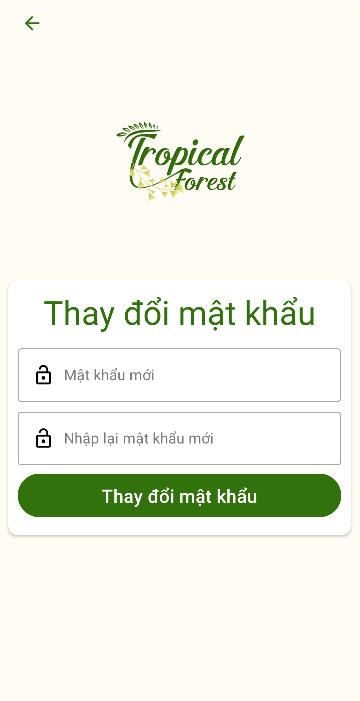 Tropical
Forest
Thay đổi mật khẩu
Mật khẩu mới
Nhập lại mật khẩu mới
Thay đổi mật khẩu